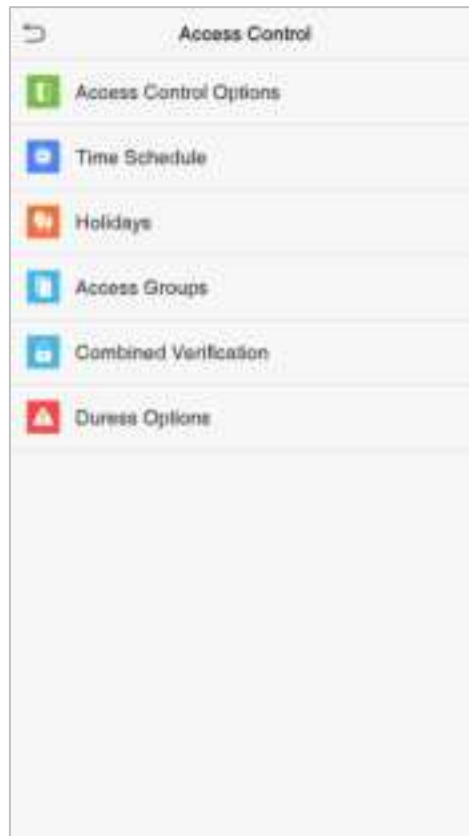 Access Control
Access Control Options
Time Schedule
Holidays
Access Groups
Combined Verification
Duress Options